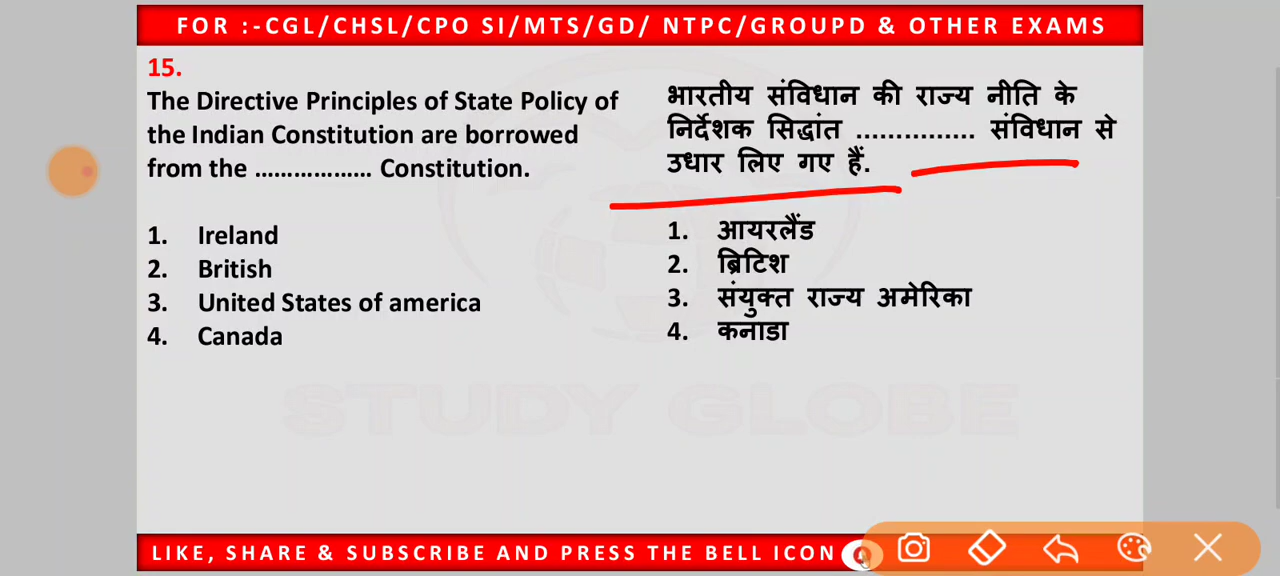 FOR :-CGL/CHSL/CPO SI/MTS/GD/ NTPC/GROUPD & OTHER EXAMS
15.
The Directive Principles of State Policy of
the Indian Constitution are borrowed
from the .................. Constitution.
1. Ireland
2. British
3. United States of america
4. Canada
भारतीय संविधान की राज्य नीति के
निर्देशक सिद्धांत ............... संविधान से
उधार लिए गए हैं.
1. आयरलैंड
2. ब्रिटिश
3. संयुक्त राज्य अमेरिका
4. कनाडा
STUDY GLOBE
LIKE, SHARE & SUBSCRIBE AND PRESS THE BELL ICON